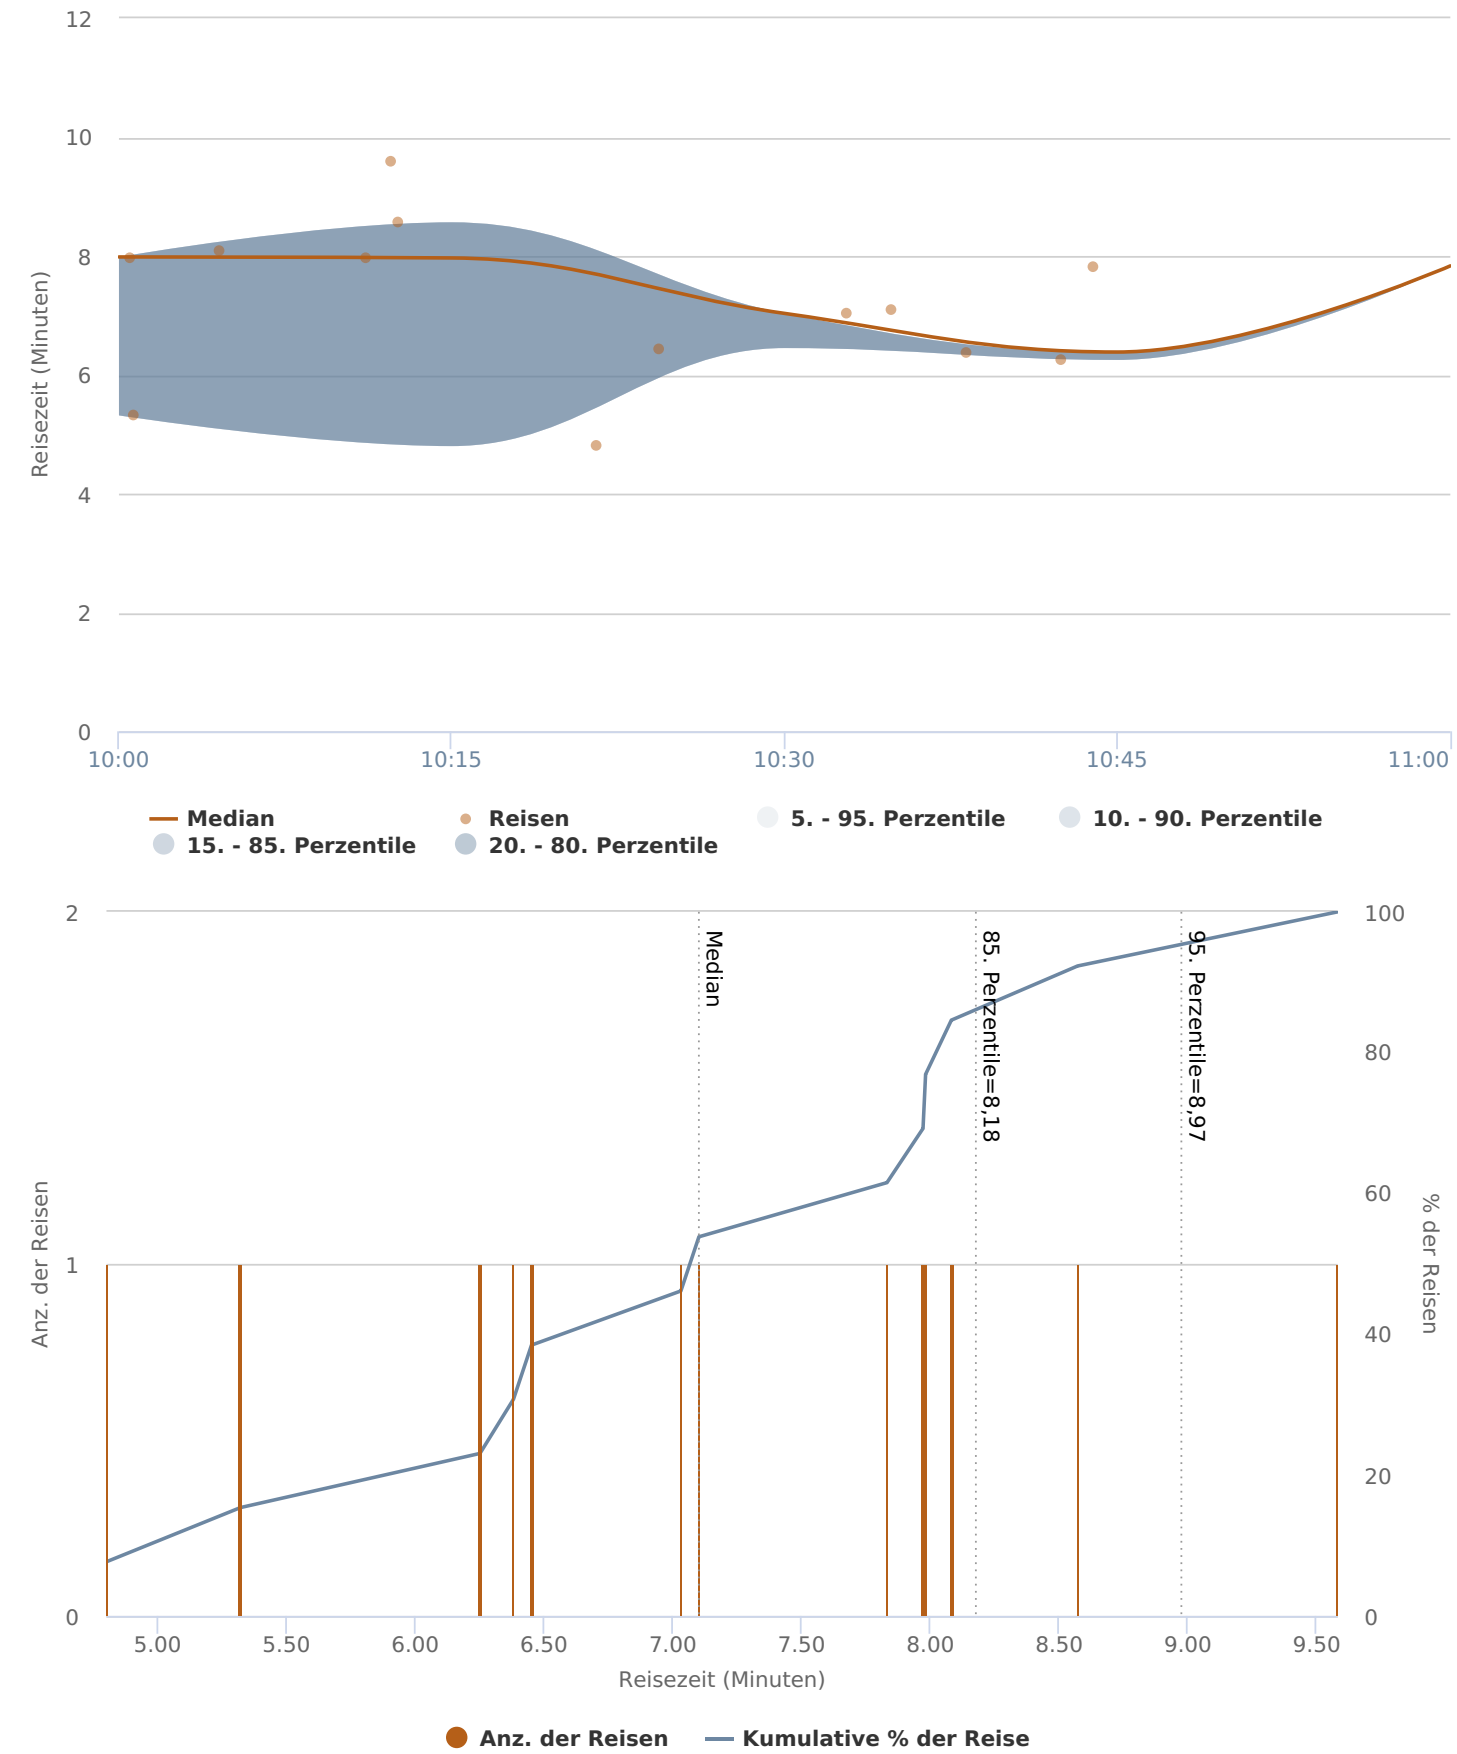 12
10
8
6
4
2
0
Reisezeit (Minuten)
10:00 10:15 10:30 10:45 11:00
Median Reisen 5. - 95. Perzentile 10. - 90. Perzentile
15. - 85. Perzentile 20. - 80. Perzentile
2
1
0
Anz. der Reisen
Median
85. Perzentile=8,18
95. Perzentile=8,97
100
80
60
40
20
0
% der Reisen
5.00 5.50 6.00 6.50 7.00 7.50 8.00 8.50 9.00 9.50
Reisezeit (Minuten)
Anz. der Reisen Kumulative % der Reise